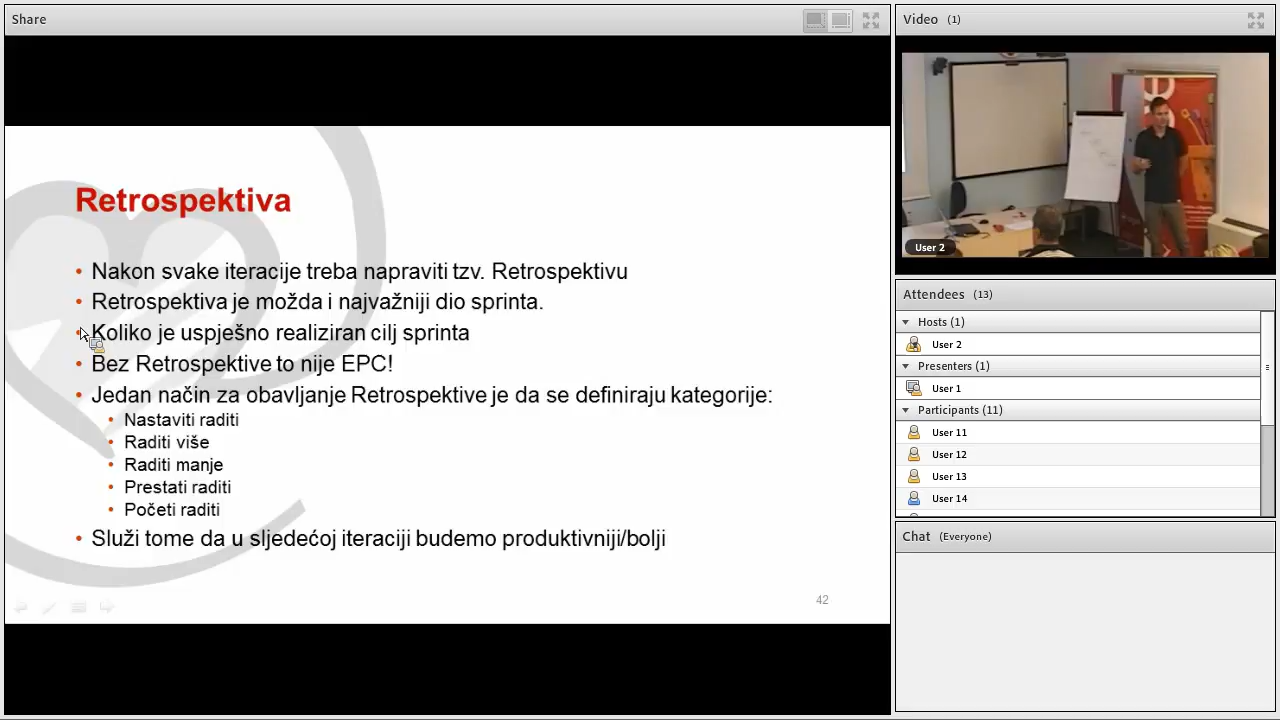 Share
Retrospektiva
• Nakon svake iteracije treba napraviti tzv. Retrospektivu
• Retrospektiva je možda i najvažniji dio sprinta.
• Koliko je uspješno realiziran cilj sprinta
• Bez Retrospektive to nije EPC!
• Jedan način za obavljanje Retrospektive je da se definiraju kategorije:
• Nastaviti raditi
• Raditi više
• Raditi manje
• Prestati raditi
• Početi raditi
• Služi tome da u sljedećoj iteraciji budemo produktivniji/bolji
42
Video (1)
User 2
Attendees (13)
Hosts (1)
User 2
Presenters (1)
User 1
Participants (11)
User 11
User 12
User 13
User 14
Chat (Everyone)